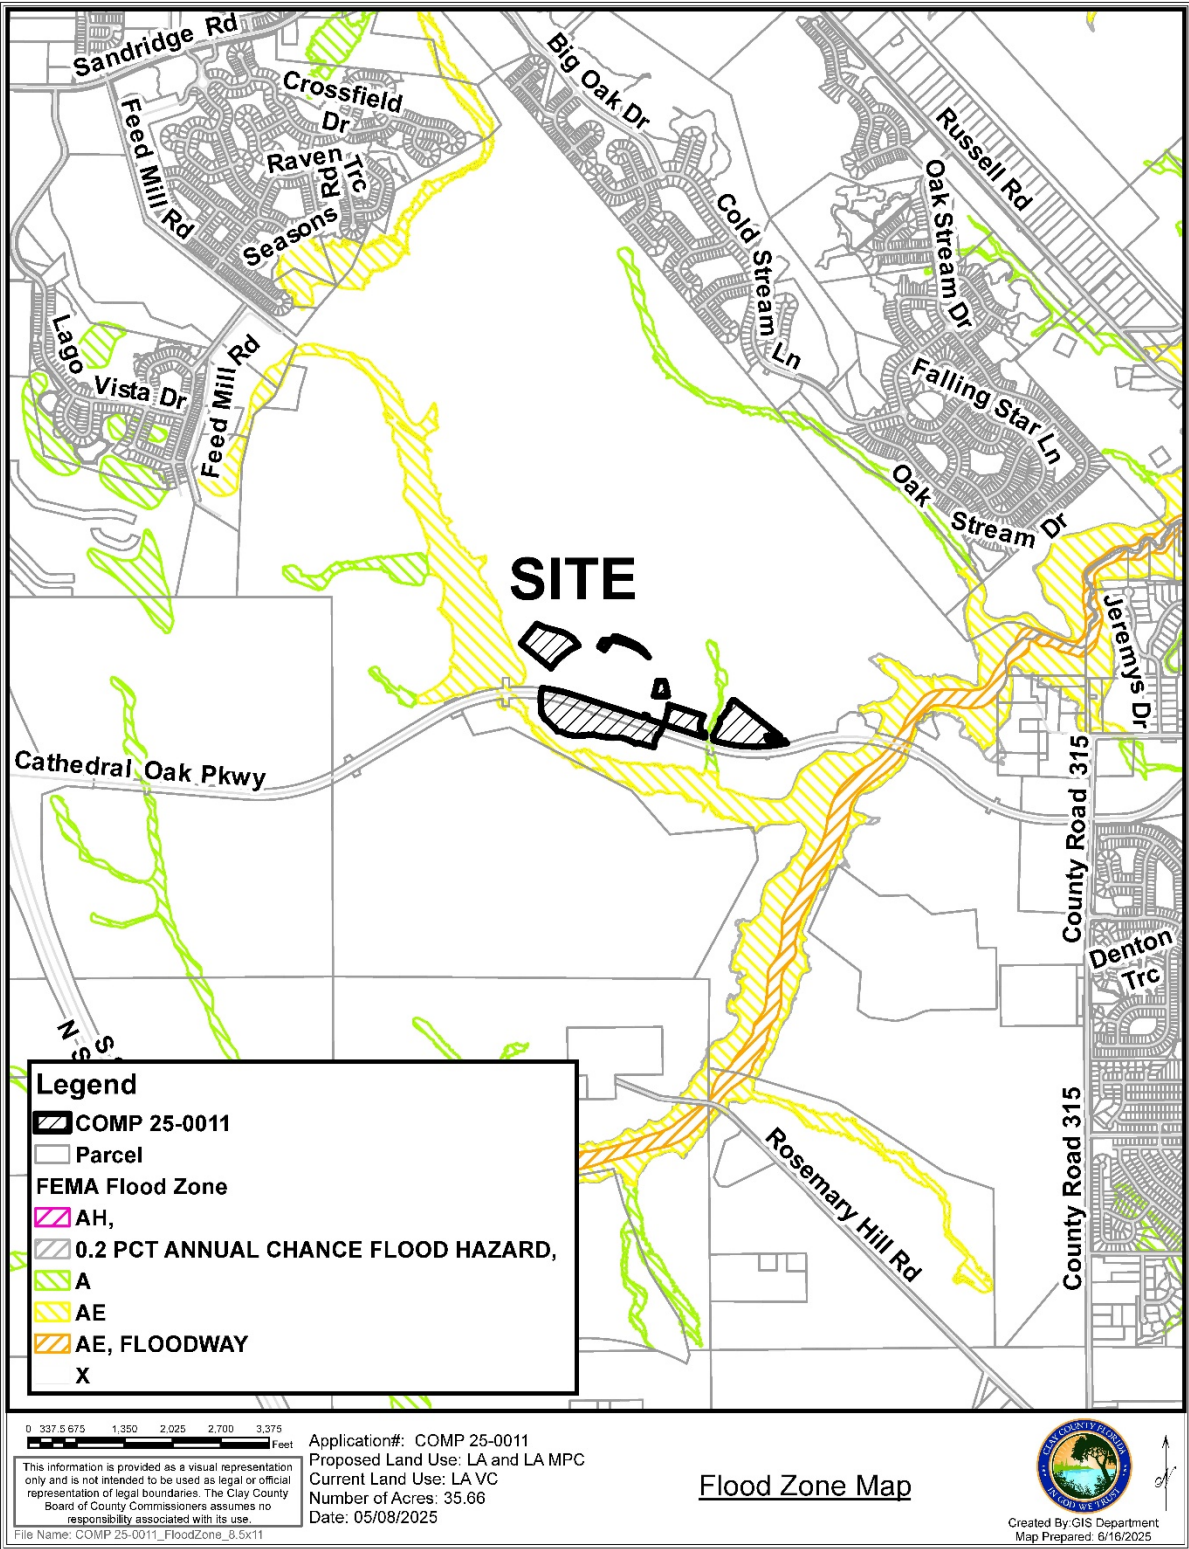 Sandridge Rd
Crossfield
Dr
Feed Mill Rd
Raven
Trc
Seasons Rd
Big Oak Dr
Cold Stream Ln
Russell Rd
Oak Stream Dr
Falling Star Ln
Lago
Vista Dr
Feed Mill Rd
Oak Stream Dr
SITE
Jeremys Dr
Cathedral Oak Pkwy
County Road 315
Denton
Trc
N S
S S
Rosemary Hill Rd
County Road 315
Legend
COMP 25-0011
Parcel
FEMA Flood Zone
AH,
0.2 PCT ANNUAL CHANCE FLOOD HAZARD,
A
AE
AE, FLOODWAY
X
0 337.5 675 1,350 2,025 2,700 3,375
Feet
This information is provided as a visual representation
only and is not intended to be used as legal or official
representation of legal boundaries. The Clay County
Board of County Commissioners assumes no
responsibility associated with its use.
File Name: COMP 25-0011_FloodZone_8.5x11
Application#: COMP 25-0011
Proposed Land Use: LA and LA MPC
Current Land Use: LA VC
Number of Acres: 35.66
Date: 05/08/2025
Flood Zone Map
CLAY COUNTY FLORIDA
IN GOD WE TRUST
N
Created By:GIS Department
Map Prepared: 6/16/2025